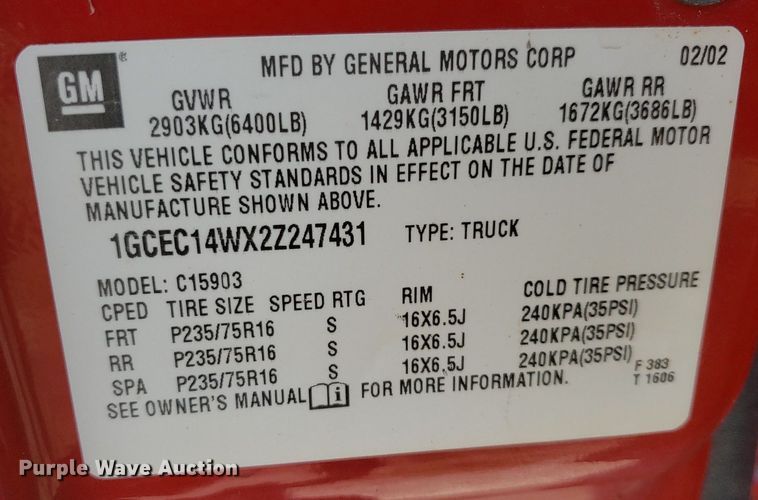 GM
MFD BY GENERAL MOTORS CORP 02/02
GVWR GAWR FRT GAWR RR
2903KG(6400LB) 1429KG(3150LB) 1672KG(3686LB)
THIS VEHICLE CONFORMS TO ALL APPLICABLE U.S. FEDERAL MOTOR
VEHICLE SAFETY STANDARDS IN EFFECT ON THE DATE OF
MANUFACTURE SHOWN ABOVE.
1GCEC14WX2Z247431 TYPE: TRUCK
MODEL: C15903
CPED TIRE SIZE SPEED RTG RIM COLD TIRE PRESSURE
FRT P235/75R16 S 16X6.5J 240KPA(35PSI)
RR P235/75R16 S 16X6.5J 240KPA(35PSI)
SPA P235/75R16 S 16X6.5J 240KPA(35PSI)
F 383
SEE OWNER'S MANUAL i FOR MORE INFORMATION.
T 1606
Purple Wave Auction